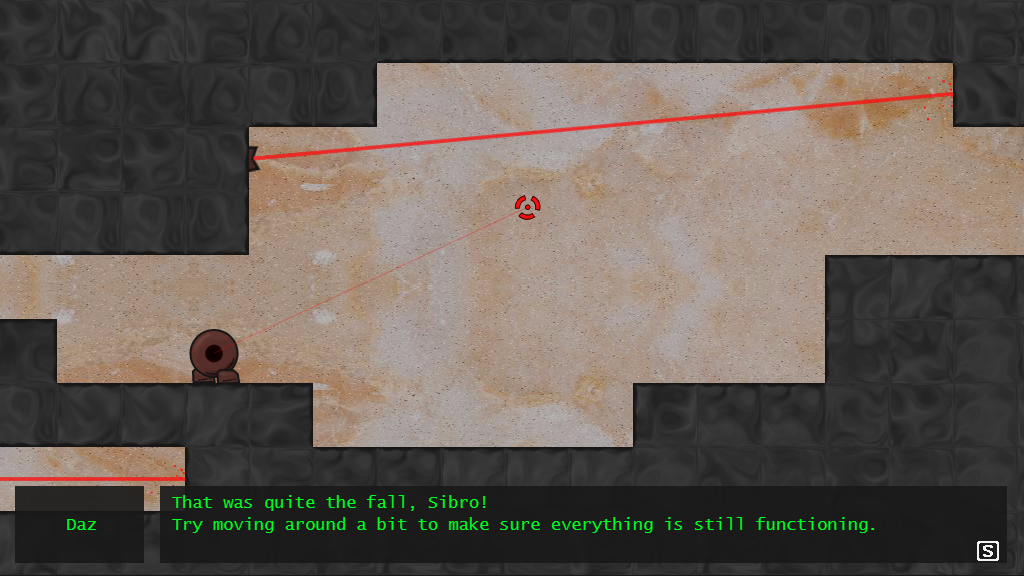 Daz
That was quite the fall, Sibro!
Try moving around a bit to make sure everything is still functioning.
S